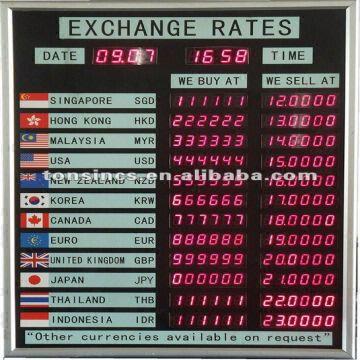 EXCHANGE RATES
DATE 09.07 16 58 TIME
WE BUY AT WE SELL AT
SINGAPORE SGD 111111 12.0000
HONG KONG HKD 222222 13.0000
MALAYSIA MYR 333333 14.0000
USA USD 444444 15.0000
NEW ZEALAND NZD 555555 16.0000
KOREA KRW 666666 17.0000
CANADA CAD 777777 18.0000
EURO EUR 888888 19.0000
UNITED KINGDOM GBP 999999 20.0000
JAPAN JPY 000000 21.0000
THAILAND THB 111111 22.0000
INDONESIA IDR 111111 23.0000
"Other currencies available on request"